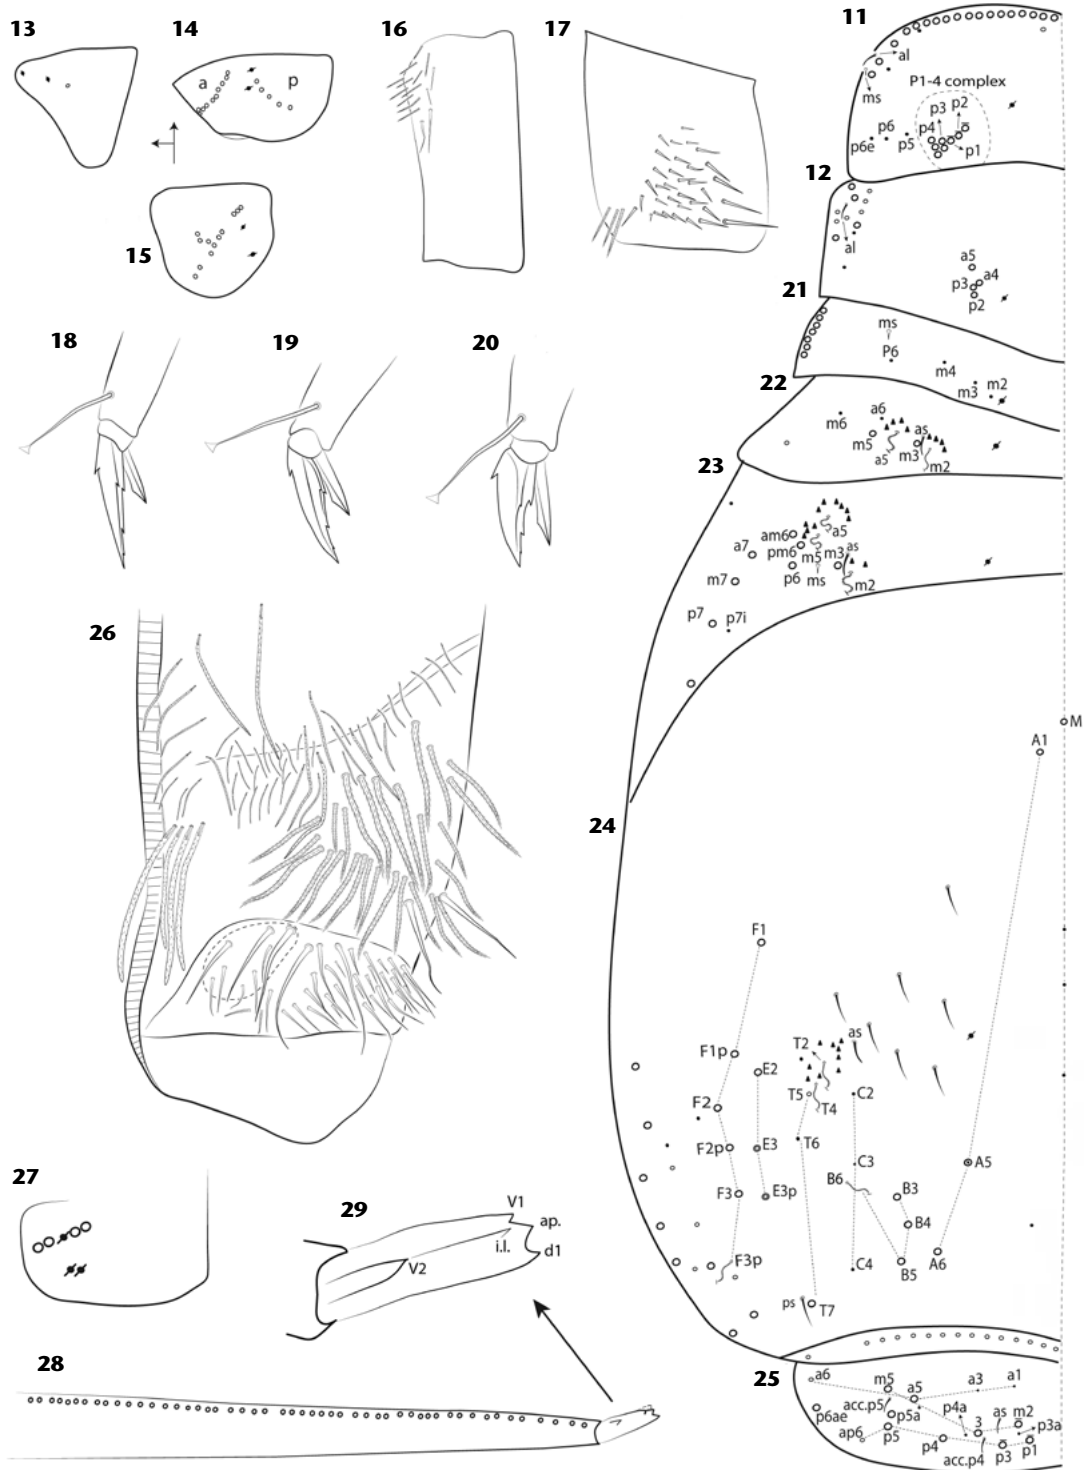 13
14
16
17
11
a p
al
ms
P1-4 complex
p3 p2
p4
p6
p6e
p5
p1
12
15
al
a5
a4
p3
p2
21
ms
P6
m4
m3 m2
18
19
20
22
m6
a6
as
m5
a5
m3
m2
23
am6
a5
a7
pm6
m5 m3 as
m7
p6 ms
m2
p7
p7i
26
M
A1
24
F1
as
T2
F1p
E2
T5
T4
C2
F2
T6
F2p
E3
C3
A5
B6
B3
F3
E3p
B4
F3p
C4
B5
A6
ps
T7
27
29
V1
ap.
i.l.
d1
V2
28
25
a6
m5
a5
a3
a1
acc.p5
p5a
p4a
as
m2
p6ae
3
p3a
ap6
p5
p4
acc.p4
p3
p1